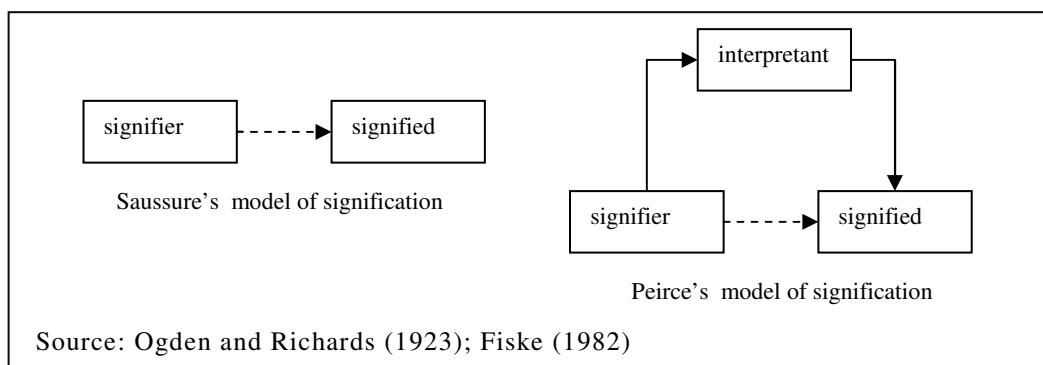 interpretant
signifier signified
Saussure's model of signification
signifier signified
Peirce's model of signification
Source: Ogden and Richards (1923); Fiske (1982)